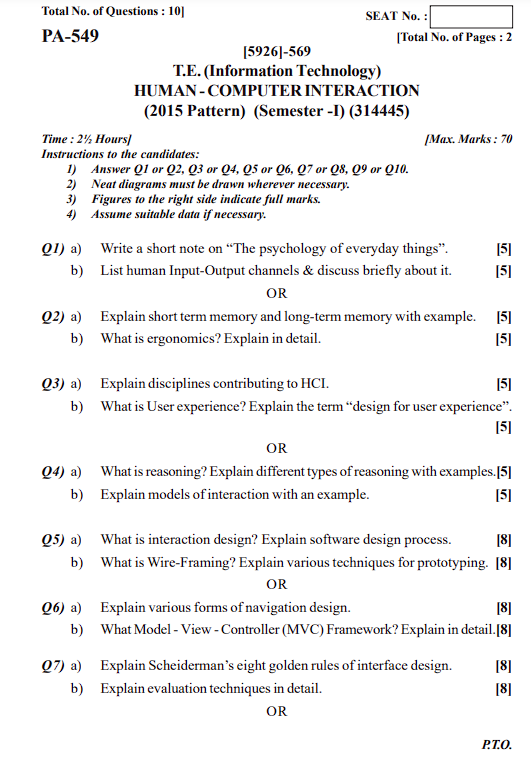 Total No. of Questions : 10]
SEAT No. :
PA-549
[Total No. of Pages : 2
[5926]-569
T.E. (Information Technology)
HUMAN - COMPUTER INTERACTION
(2015 Pattern) (Semester -I) (314445)
Time : 2½ Hours]
[Max. Marks : 70
Instructions to the candidates:
1) Answer Q1 or Q2, Q3 or Q4, Q5 or Q6, Q7 or Q8, Q9 or Q10.
2) Neat diagrams must be drawn wherever necessary.
3) Figures to the right side indicate full marks.
4) Assume suitable data if necessary.
Q1) a) Write a short note on “The psychology of everyday things”. [5]
b) List human Input-Output channels & discuss briefly about it. [5]
OR
Q2) a) Explain short term memory and long-term memory with example. [5]
b) What is ergonomics? Explain in detail. [5]
Q3) a) Explain disciplines contributing to HCI. [5]
b) What is User experience? Explain the term “design for user experience”.
[5]
OR
Q4) a) What is reasoning? Explain different types of reasoning with examples.[5]
b) Explain models of interaction with an example. [5]
Q5) a) What is interaction design? Explain software design process. [8]
b) What is Wire-Framing? Explain various techniques for prototyping. [8]
OR
Q6) a) Explain various forms of navigation design. [8]
b) What Model - View - Controller (MVC) Framework? Explain in detail.[8]
Q7) a) Explain Scheiderman’s eight golden rules of interface design. [8]
b) Explain evaluation techniques in detail. [8]
OR
P.T.O.